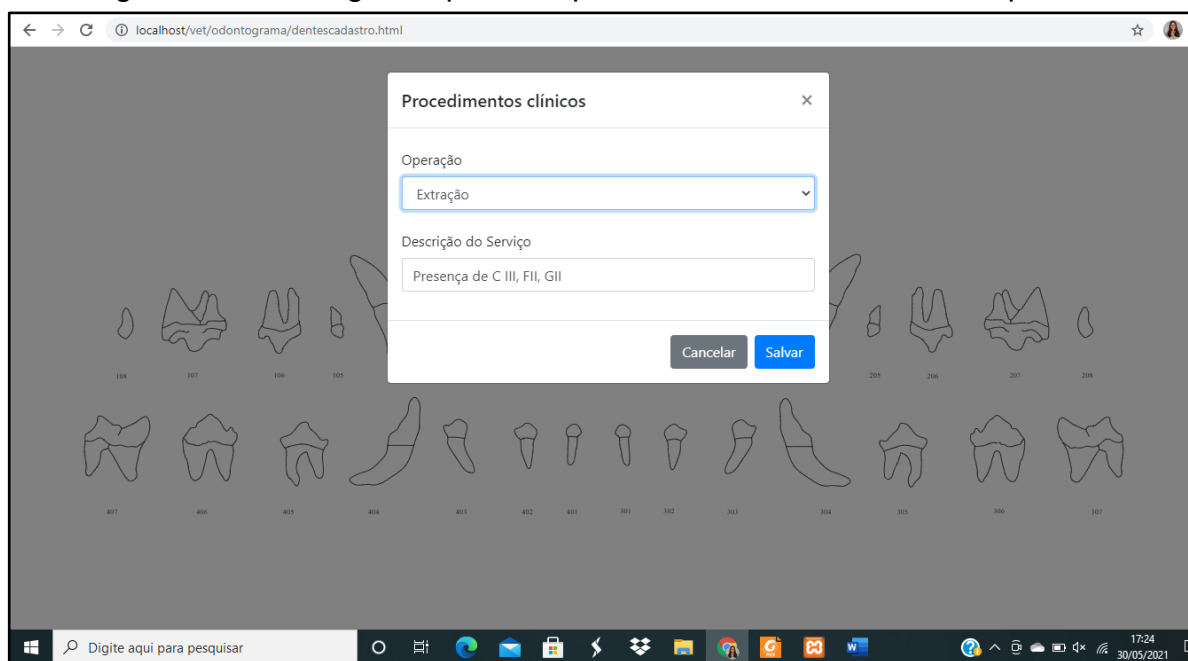 localhost/vet/odontograma/dentescadastro.html
Procedimentos clínicos ×
Operação
Extração
Descrição do Serviço
Presença de C III, FII, GII
Cancelar Salvar
108 107 106 105 205 206 207 208
407 406 405 404 403 402 401 301 302 303 304 305 306 307
Digite aqui para pesquisar
17:24
30/05/2021